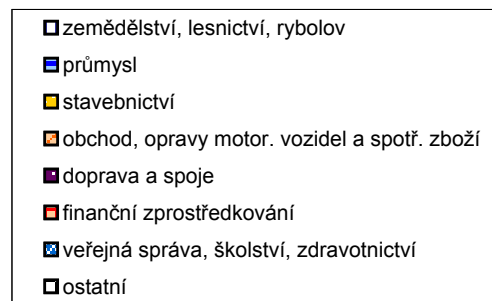 zemědělství, lesnictví, rybolov
průmysl
stavebnictví
obchod, opravy motor. vozidel a spotř. zboží
doprava a spoje
finanční zprostředkování
veřejná správa, školství, zdravotnictví
ostatní